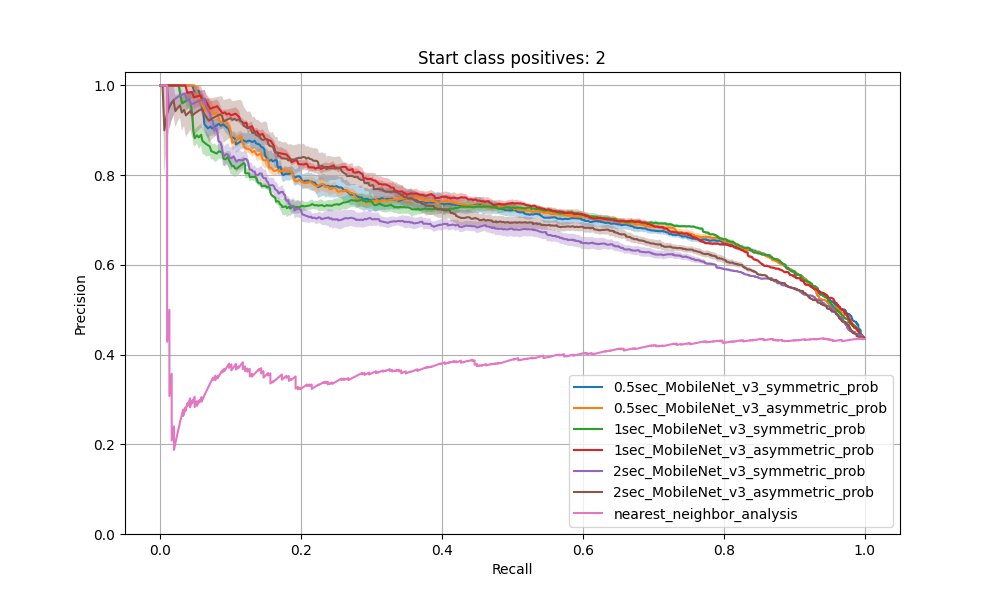 Start class positives: 2
Precision
1.0
0.8
0.6
0.4
0.2
0.0
0.5sec_MobileNet_v3_symmetric_prob
0.5sec_MobileNet_v3_asymmetric_prob
1sec_MobileNet_v3_symmetric_prob
1sec_MobileNet_v3_asymmetric_prob
2sec_MobileNet_v3_symmetric_prob
2sec_MobileNet_v3_asymmetric_prob
nearest_neighbor_analysis
0.0 0.2 0.4 0.6 0.8 1.0
Recall